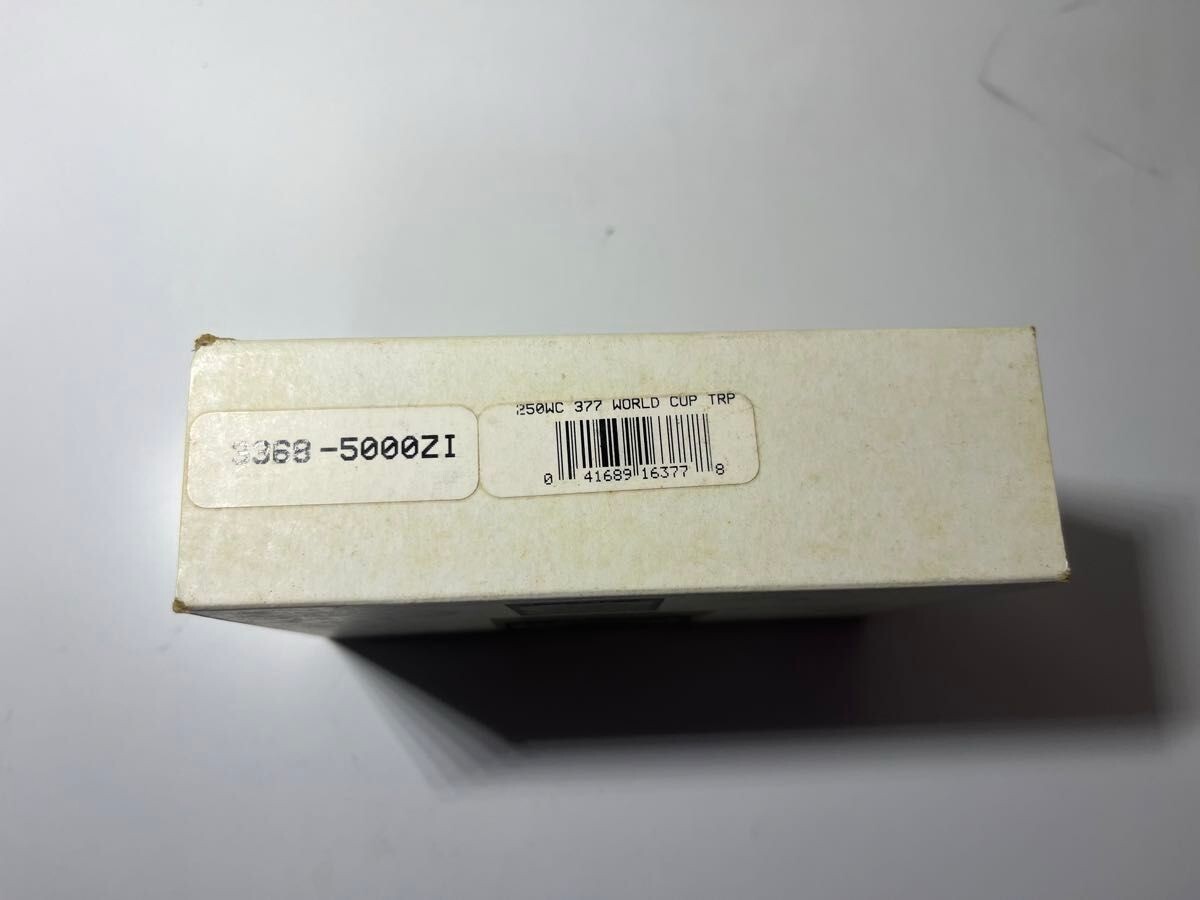 3368-5000ZI
250WC 377 WORLD CUP TRP
0 41689 16377 8